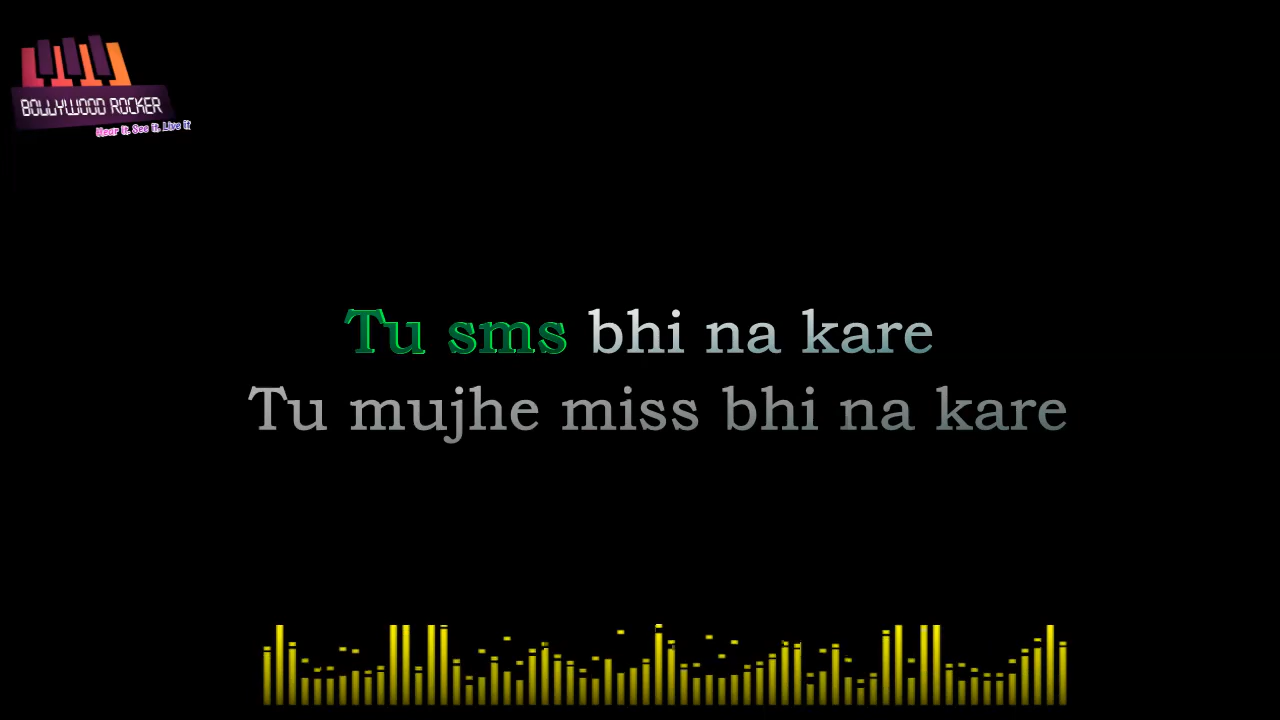 BOLLYWOOD ROCKER
Hear it. See it. Live it
Tu sms bhi na kare
Tu mujhe miss bhi na kare